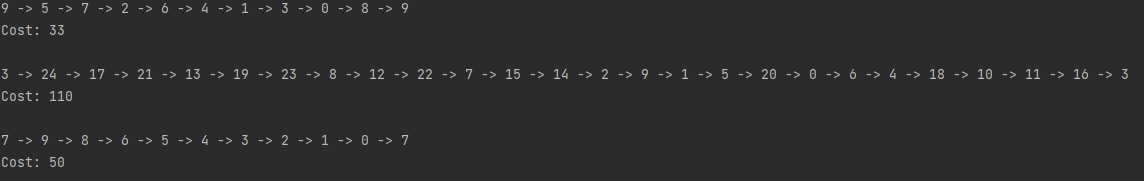 9 -> 5 -> 7 -> 2 -> 6 -> 4 -> 1 -> 3 -> 0 -> 8 -> 9
Cost: 33
3 -> 24 -> 17 -> 21 -> 13 -> 19 -> 23 -> 8 -> 12 -> 22 -> 7 -> 15 -> 14 -> 2 -> 9 -> 1 -> 5 -> 20 -> 0 -> 6 -> 4 -> 18 -> 10 -> 11 -> 16 -> 3
Cost: 110
7 -> 9 -> 8 -> 6 -> 5 -> 4 -> 3 -> 2 -> 1 -> 0 -> 7
Cost: 50